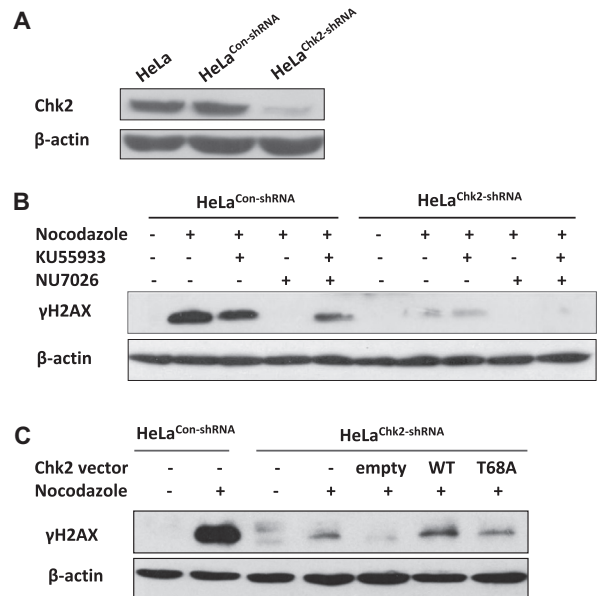 A
HeLa HeLaCon-shRNA HeLaChk2-shRNA
Chk2
β-actin
B
HeLaCon-shRNA HeLaChk2-shRNA
Nocodazole - + + + + - + + + +
KU55933 - - + - + - - + - +
NU7026 - - - + + - - - + +
γH2AX
β-actin
C
HeLaCon-shRNA HeLaChk2-shRNA
Chk2 vector - - - - empty WT T68A
Nocodazole - + - + + + +
γH2AX
β-actin